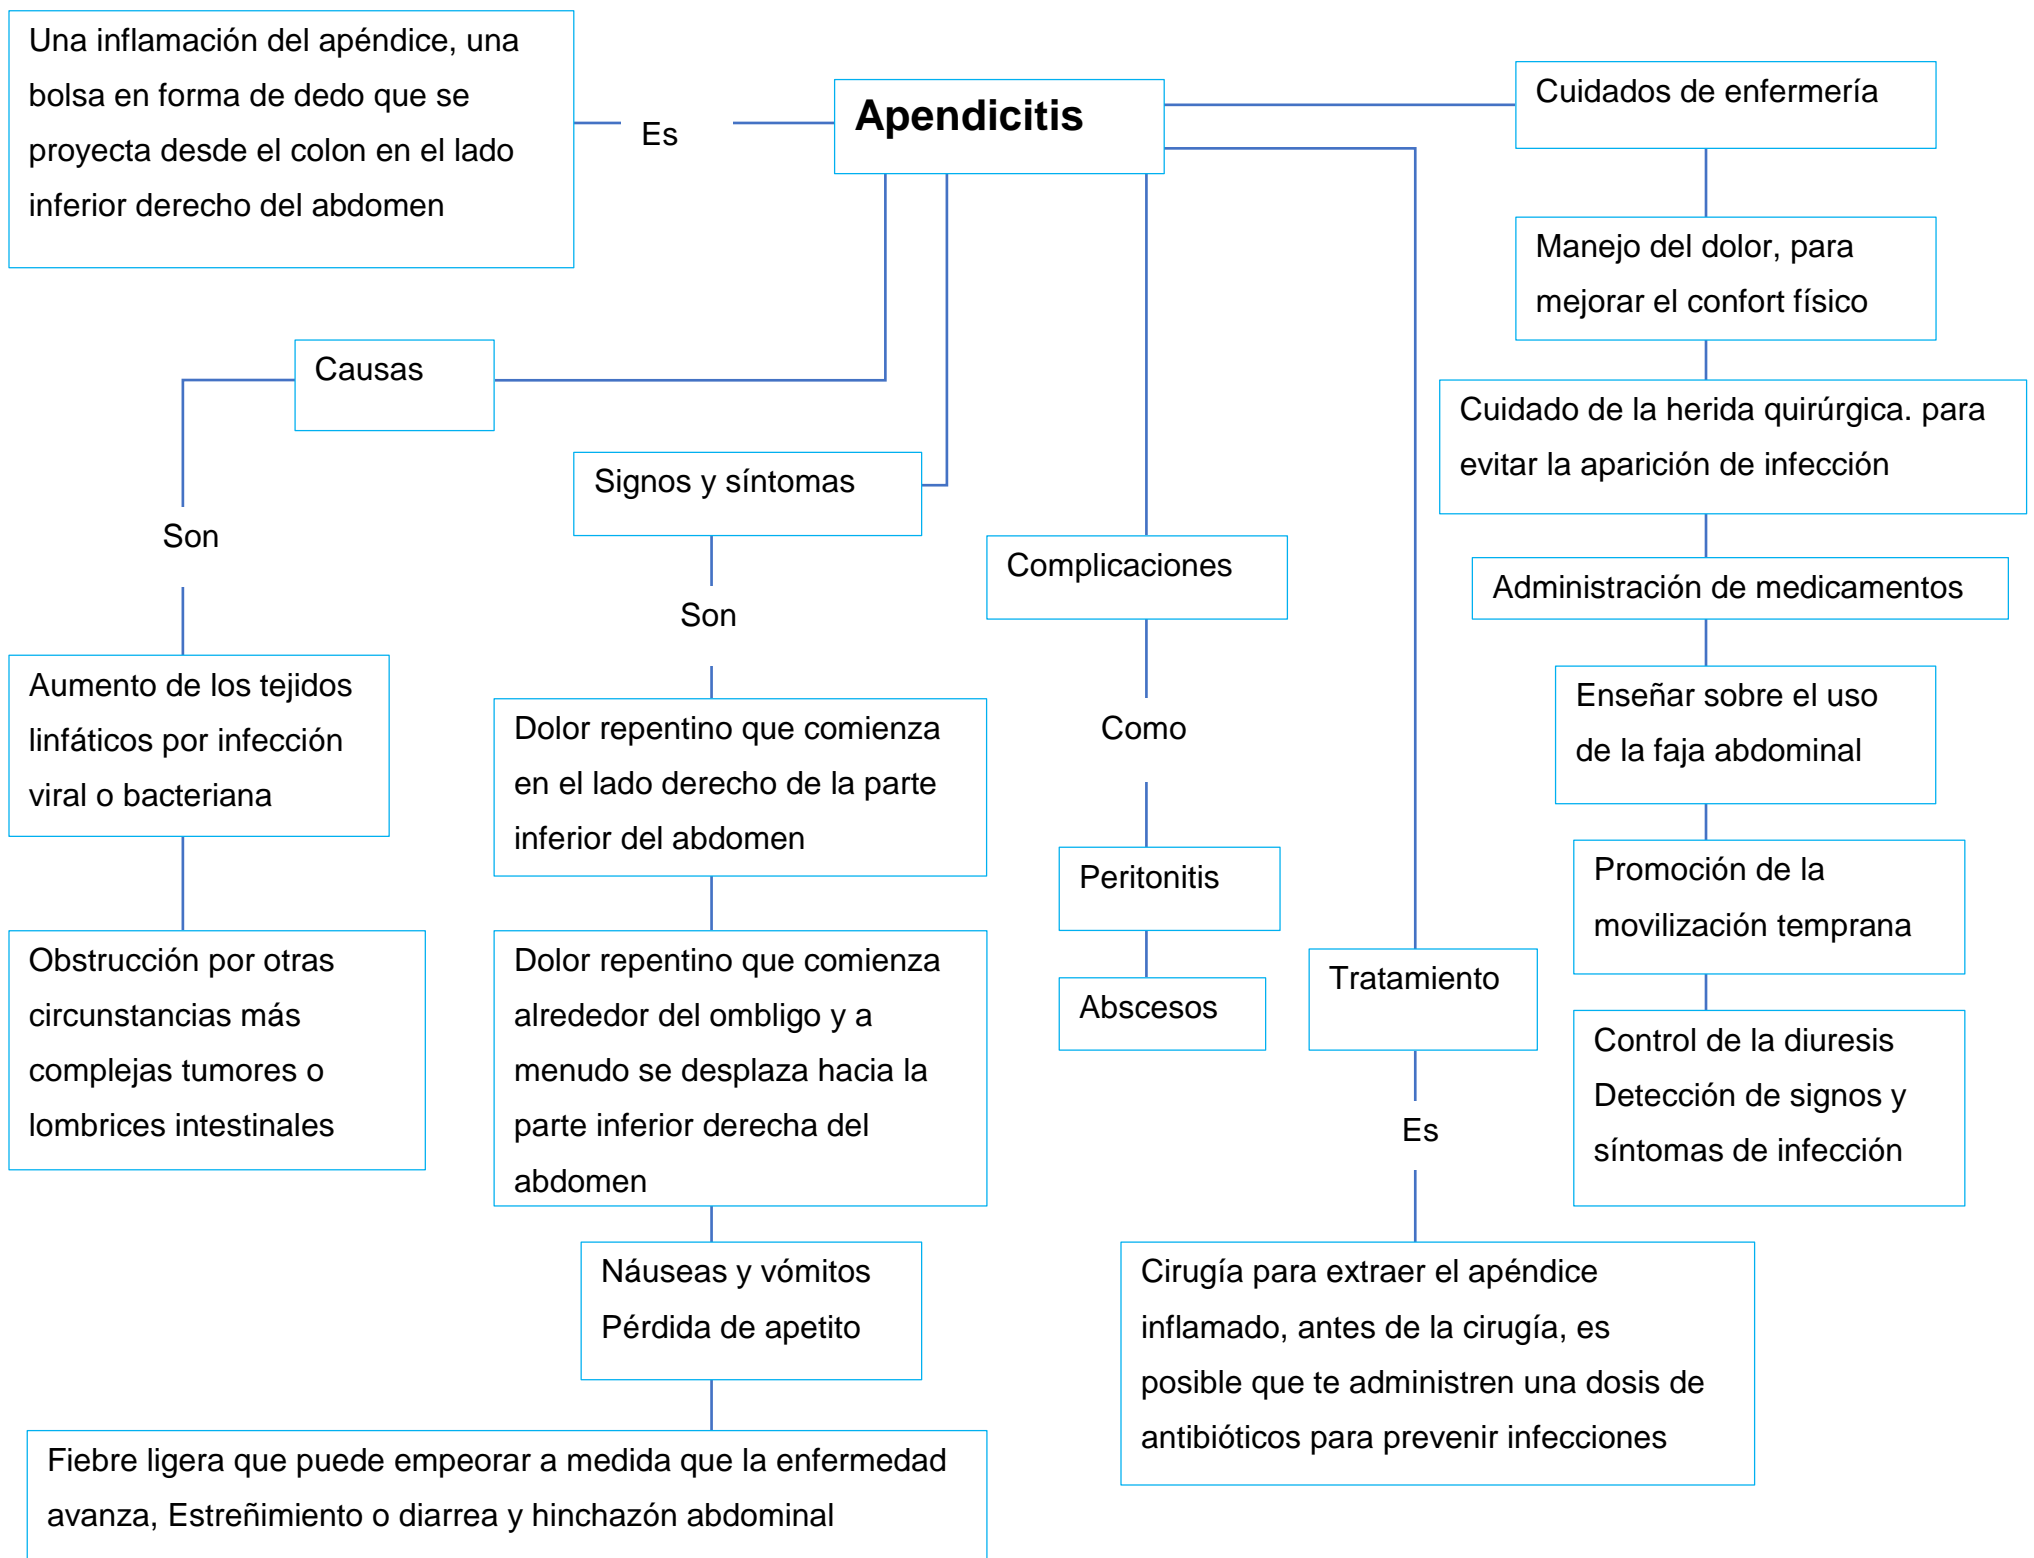 Una inflamación del apéndice, una
bolsa en forma de dedo que se
proyecta desde el colon en el lado
inferior derecho del abdomen
Es
Apendicitis
Cuidados de enfermería
Manejo del dolor, para
mejorar el confort físico
Cuidado de la herida quirúrgica. para
evitar la aparición de infección
Administración de medicamentos
Enseñar sobre el uso
de la faja abdominal
Promoción de la
movilización temprana
Control de la diuresis
Detección de signos y
síntomas de infección
Causas
Son
Aumento de los tejidos
linfáticos por infección
viral o bacteriana
Obstrucción por otras
circunstancias más
complejas tumores o
lombrices intestinales
Signos y síntomas
Son
Dolor repentino que comienza
en el lado derecho de la parte
inferior del abdomen
Dolor repentino que comienza
alrededor del ombligo y a
menudo se desplaza hacia la
parte inferior derecha del
abdomen
Náuseas y vómitos
Pérdida de apetito
Fiebre ligera que puede empeorar a medida que la enfermedad
avanza, Estreñimiento o diarrea y hinchazón abdominal
Complicaciones
Como
Peritonitis
Abscesos
Tratamiento
Es
Cirugía para extraer el apéndice
inflamado, antes de la cirugía, es
posible que te administren una dosis de
antibióticos para prevenir infecciones